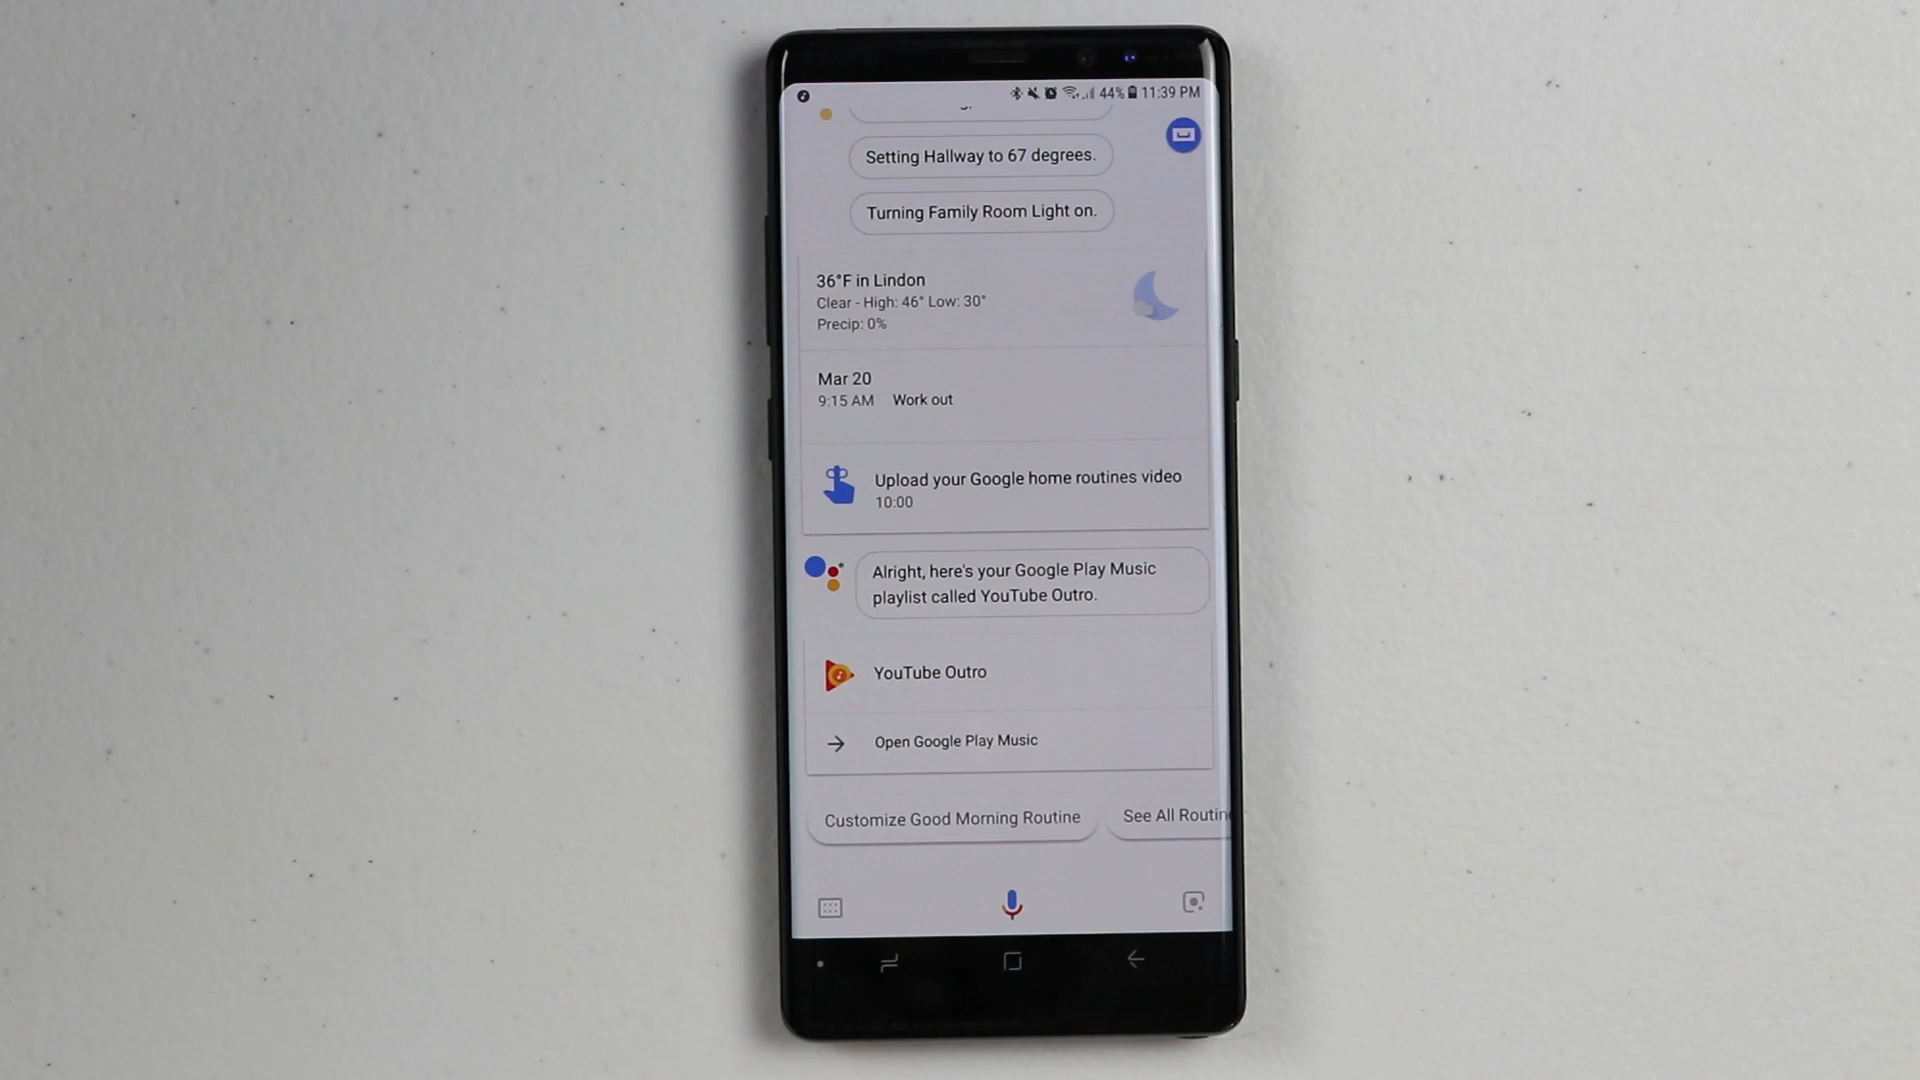 44% 11:39 PM
Setting Hallway to 67 degrees.
Turning Family Room Light on.
36°F in Lindon
Clear - High: 46° Low: 30°
Precip: 0%
Mar 20
9:15 AM Work out
Upload your Google home routines video
10:00
Alright, here's your Google Play Music
playlist called YouTube Outro.
YouTube Outro
Open Google Play Music
Customize Good Morning Routine
See All Routin